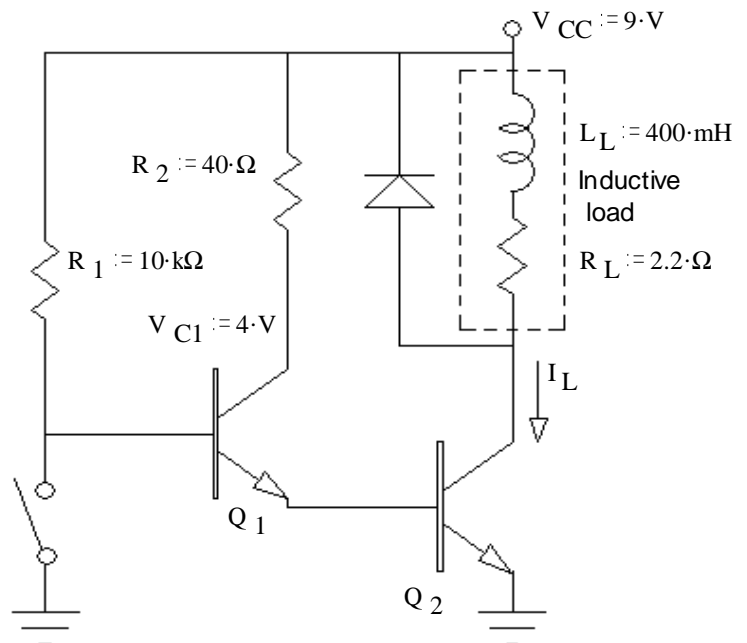 V CC := 9·V
L L := 400·mH
R 2 := 40·Ω
Inductive
load
R 1 := 10·kΩ
R L := 2.2·Ω
V C1 := 4·V
I L
Q 1
Q 2